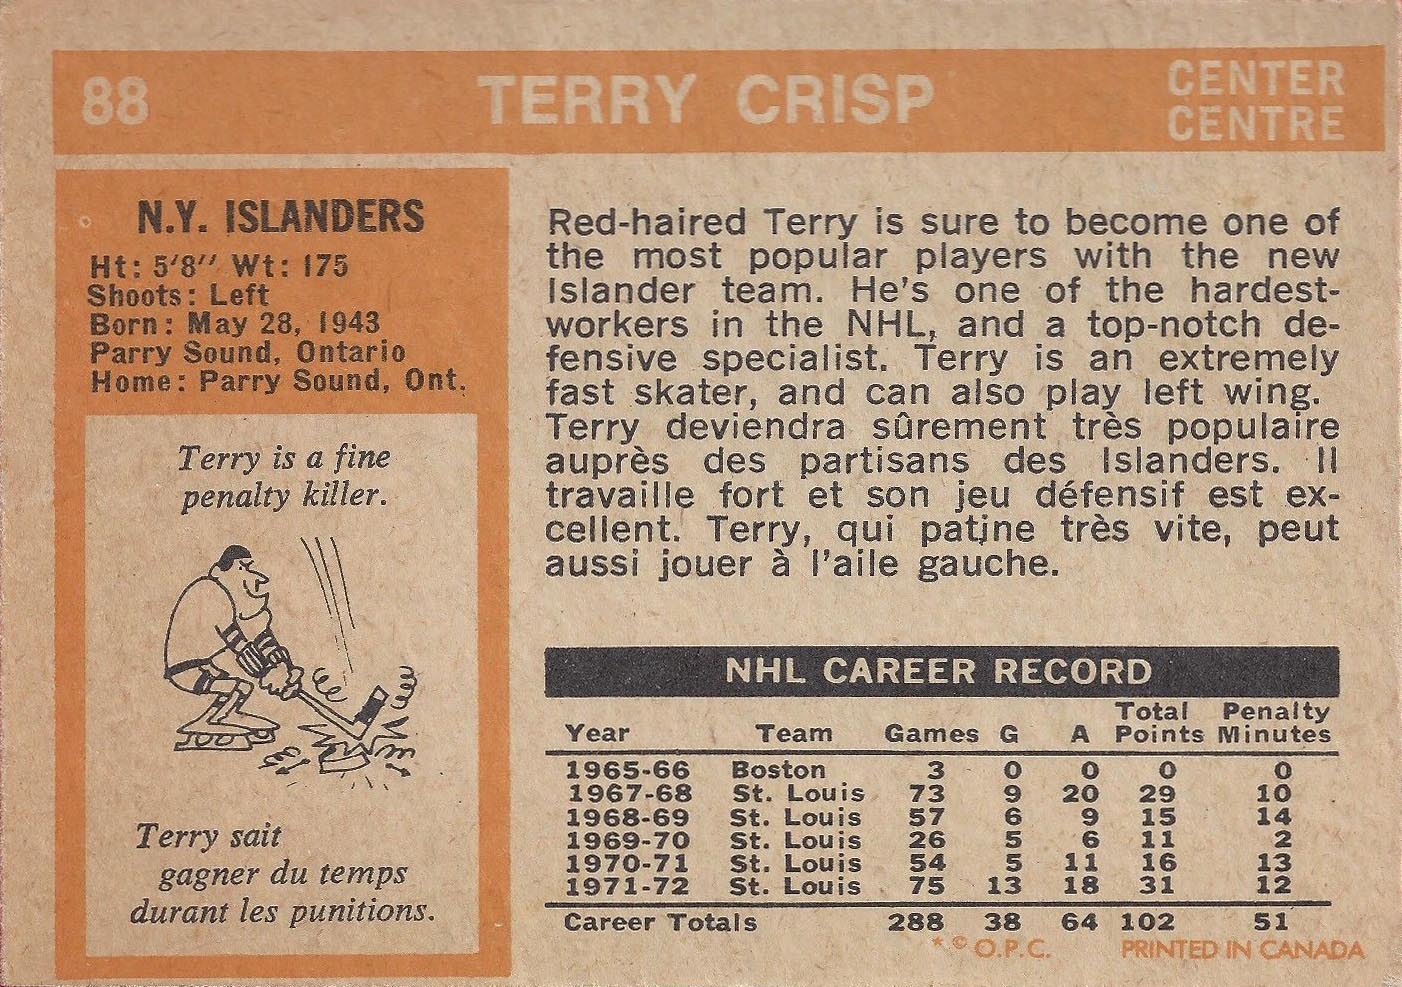 88 TERRY CRISP CENTER
CENTRE
N.Y. ISLANDERS
Ht: 5'8'' Wt: 175
Shoots: Left
Born: May 28, 1943
Parry Sound, Ontario
Home: Parry Sound, Ont.
Terry is a fine
penalty killer.
Terry sait
gagner du temps
durant les punitions.
Red-haired Terry is sure to become one of
the most popular players with the new
Islander team. He's one of the hardest-
workers in the NHL, and a top-notch de-
fensive specialist. Terry is an extremely
fast skater, and can also play left wing.
Terry deviendra sûrement très populaire
auprès des partisans des Islanders. Il
travaille fort et son jeu défensif est ex-
cellent. Terry, qui patine très vite, peut
aussi jouer à l'aile gauche.
NHL CAREER RECORD
Year Team Games G A Total Points Penalty Minutes
1965-66 Boston 3 0 0 0 0
1967-68 St. Louis 73 9 20 29 10
1968-69 St. Louis 57 6 9 15 14
1969-70 St. Louis 26 5 6 11 2
1970-71 St. Louis 54 5 11 16 13
1971-72 St. Louis 75 13 18 31 12
Career Totals 288 38 64 102 51
* © O.P.C. PRINTED IN CANADA